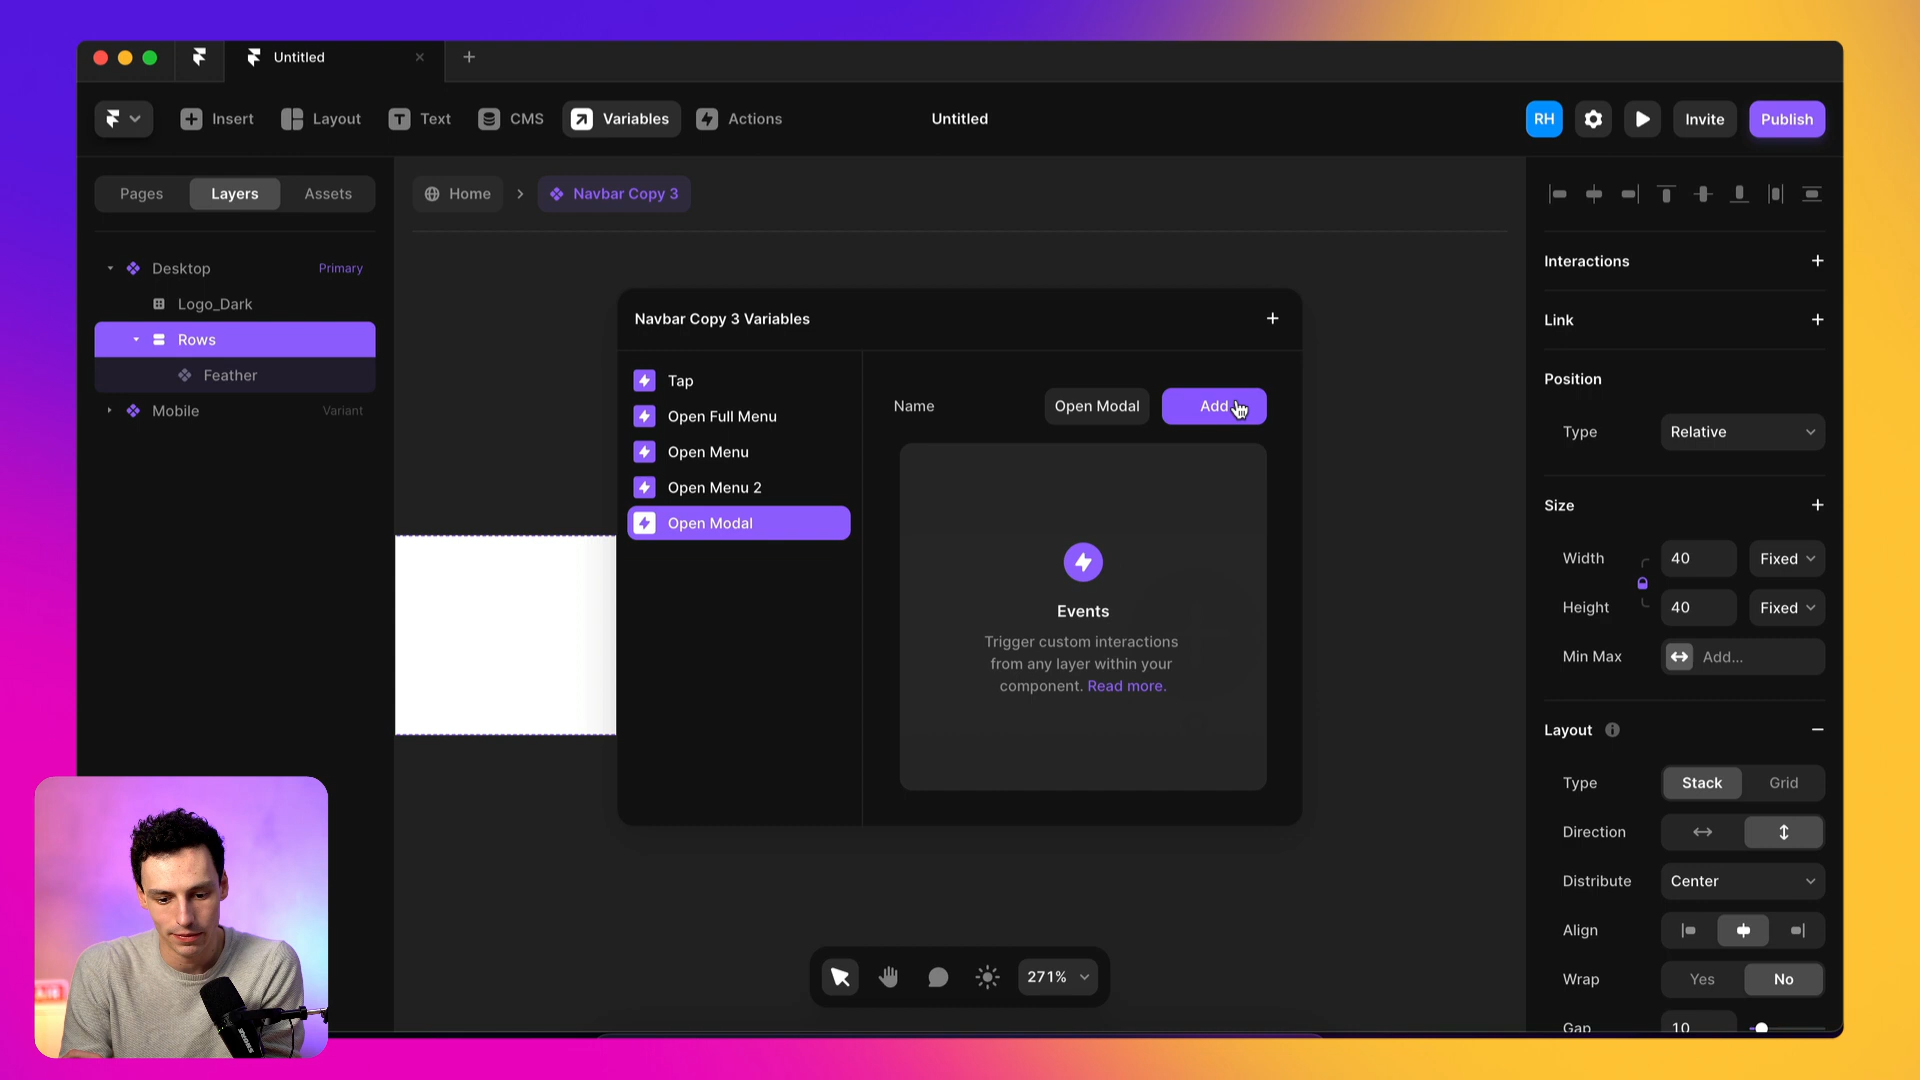 Untitled
Insert
Layout
Text
CMS
Variables
Actions
Untitled
RH
Invite
Publish
Pages
Layers
Assets
Home
Navbar Copy 3
Desktop
Primary
Logo_Dark
Rows
Feather
Mobile
Variant
Navbar Copy 3 Variables
Tap
Open Full Menu
Open Menu
Open Menu 2
Open Modal
Name
Open Modal
Add
Events
Trigger custom interactions
from any layer within your
component. Read more.
271%
Interactions
Link
Position
Type
Relative
Size
Width
40
Fixed
Height
40
Fixed
Min Max
Add...
Layout
Type
Stack
Grid
Direction
Distribute
Center
Align
Wrap
Yes
No
Gap
10